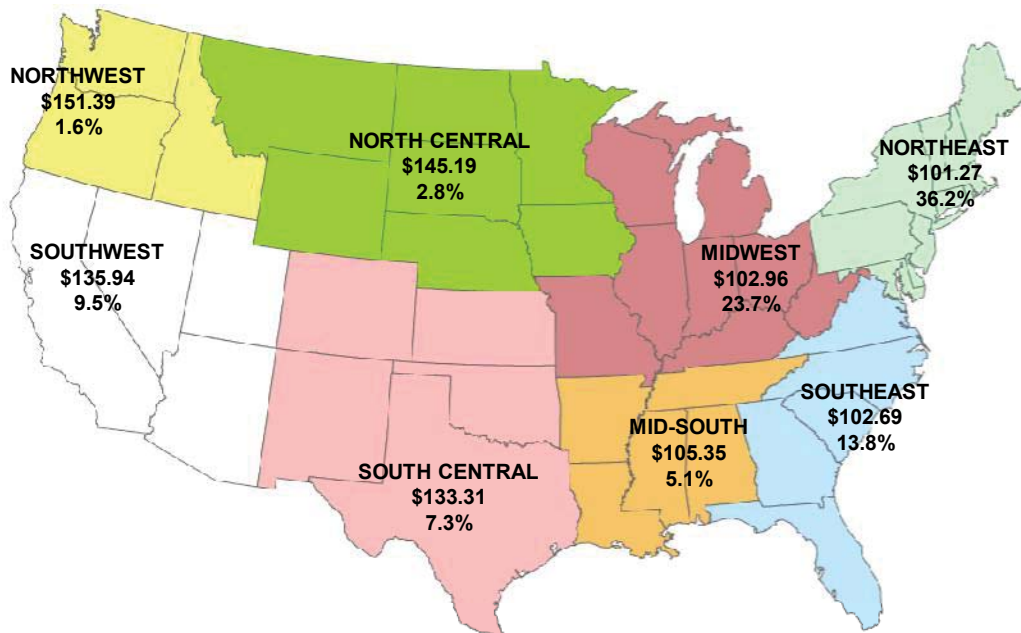 NORTHWEST
$151.39
1.6%
NORTH CENTRAL
$145.19
2.8%
NORTHEAST
$101.27
36.2%
SOUTHWEST
$135.94
9.5%
MIDWEST
$102.96
23.7%
SOUTHEAST
$102.69
13.8%
MID-SOUTH
$105.35
5.1%
SOUTH CENTRAL
$133.31
7.3%